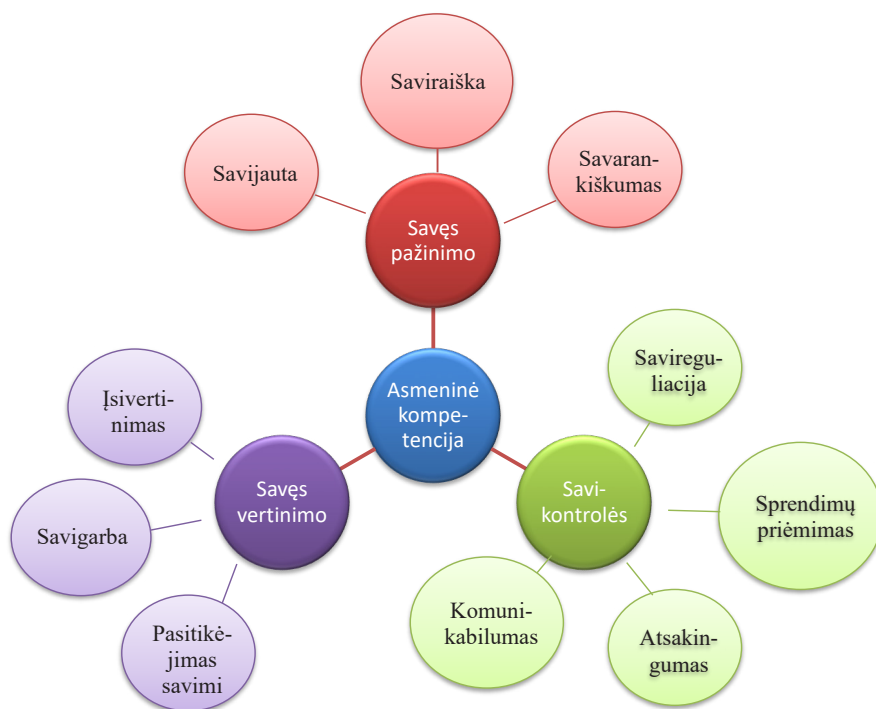 Saviraiška
Savijauta
Savaran-
kiškumas
Savęs
pažinimo
Asmeninė
kompe-
tencija
Saviregu-
liacija
Įsiverti-
nimas
Savęs
vertinimo
Savi-
kontrolės
Sprendimų
priėmimas
Savigarba
Komuni-
kabilumas
Atsakin-
gumas
Pasitikė-
jimas
savimi